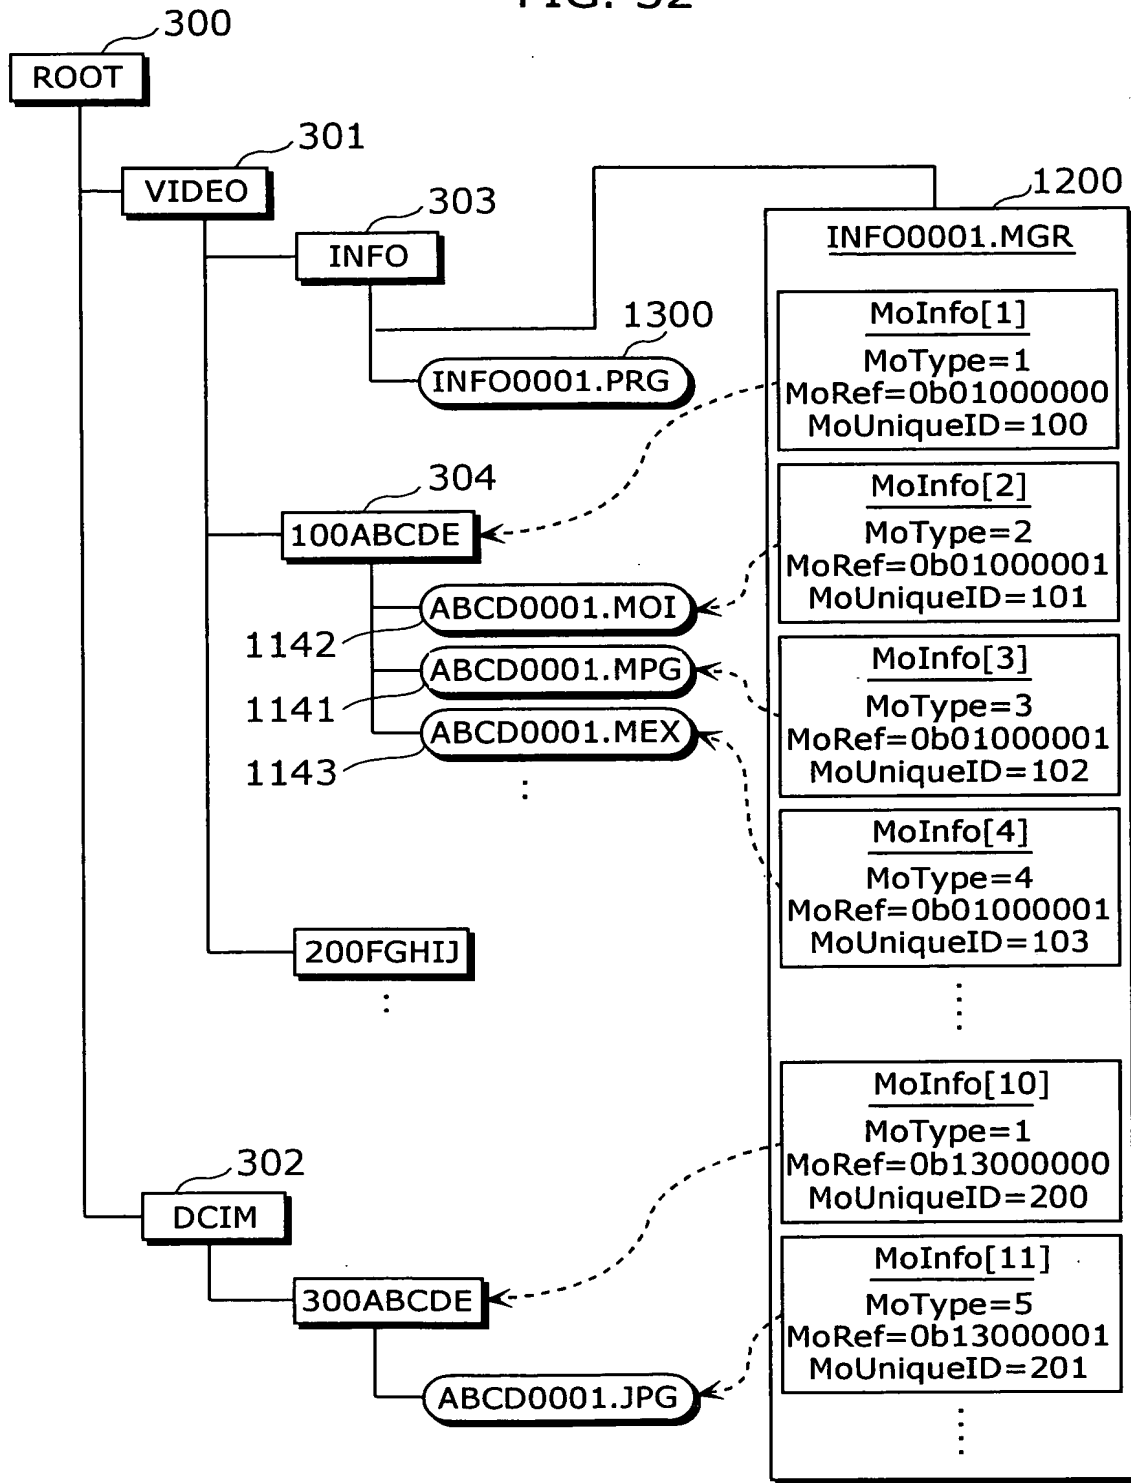 FIG. 32
300
ROOT
301
VIDEO
303
INFO
1300
INFO0001.PRG
304
100ABCDE
ABCD0001.MOI
1142
ABCD0001.MPG
1141
ABCD0001.MEX
1143
200FGHIJ
302
DCIM
300ABCDE
ABCD0001.JPG
1200
INFO0001.MGR
MoInfo[1]
MoType=1
MoRef=0b01000000
MoUniqueID=100
MoInfo[2]
MoType=2
MoRef=0b01000001
MoUniqueID=101
MoInfo[3]
MoType=3
MoRef=0b01000001
MoUniqueID=102
MoInfo[4]
MoType=4
MoRef=0b01000001
MoUniqueID=103
MoInfo[10]
MoType=1
MoRef=0b13000000
MoUniqueID=200
MoInfo[11]
MoType=5
MoRef=0b13000001
MoUniqueID=201